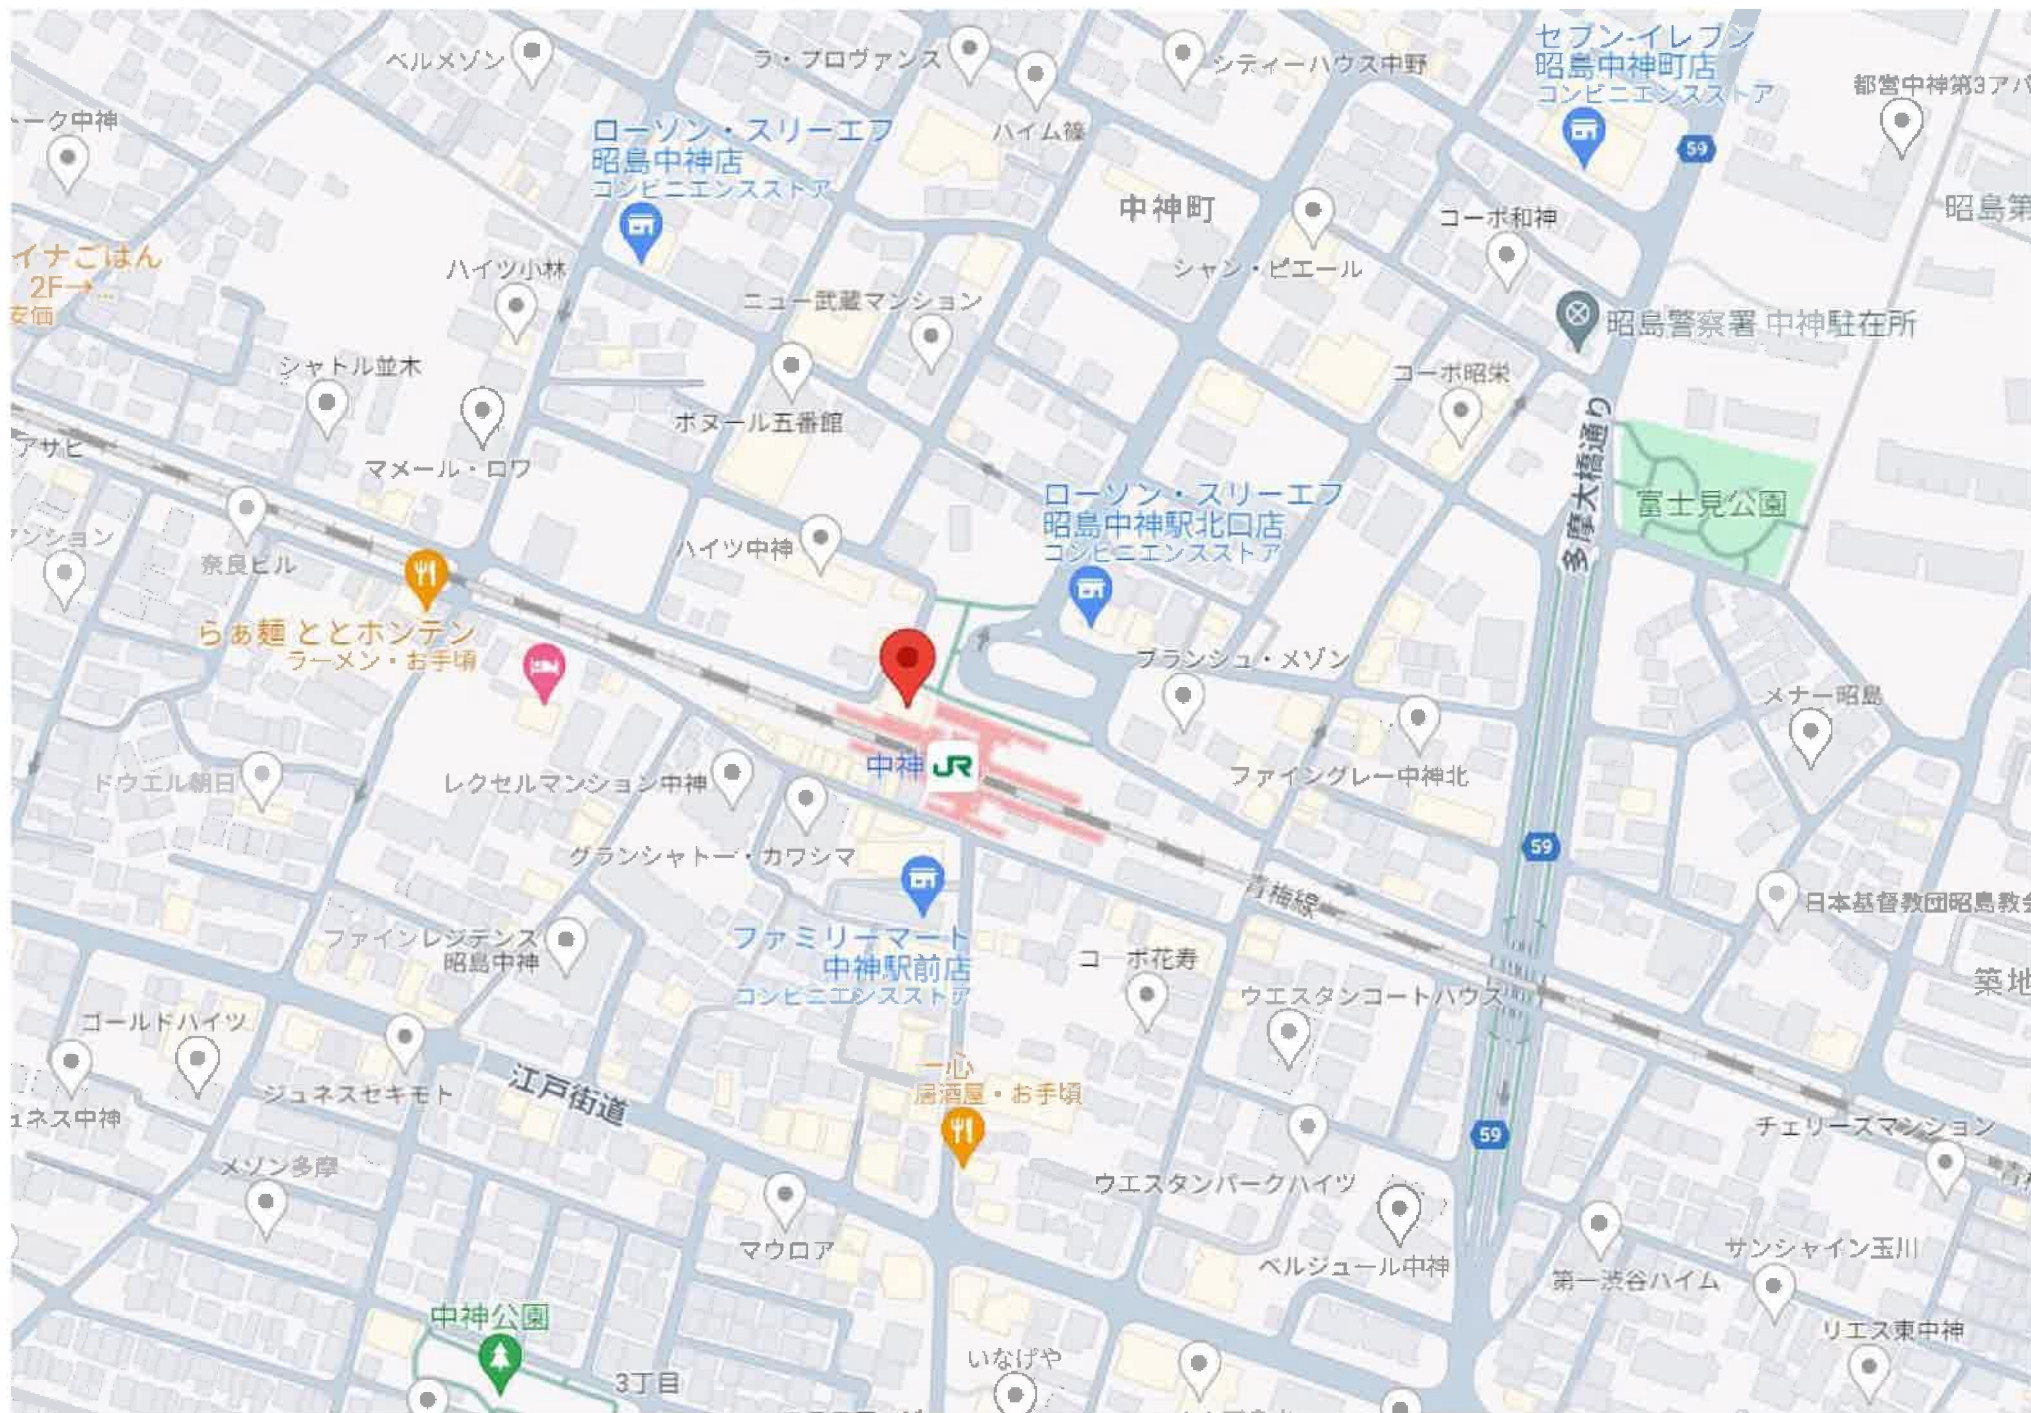 セブン-イレブン
昭島中神町店
コンビニエンスストア
ベルメゾン
ラ・プロヴァンス
シティーハウス中野
都営中神第3アパ
ーク中神
ローソン・スリーエフ
昭島中神店
コンビニエンスストア
ハイム篠
59
中神町
コーポ和神
昭島第
イナごはん
2F→...
安価
ハイツ小林
ニュー武蔵マンション
シャン・ピエール
昭島警察署 中神駐在所
シャトル並木
コーポ昭栄
ボヌール五番館
多摩大橋通り
アサヒ
マメール・ロワ
ローソン・スリーエフ
昭島中神駅北口店
コンビニエンスストア
富士見公園
マンション
奈良ビル
ハイツ中神
らぁ麺 ととホンテン
ラーメン・お手頃
ブランシュ・メゾン
メナー昭島
中神
JR
ドウエル朝日
レクセルマンション中神
ファイングレー中神北
グランシャトー・カワシマ
59
青梅線
日本基督教団昭島教会
ファインレジデンス
昭島中神
ファミリーマート
中神駅前店
コンビニエンスストア
コーポ花寿
ウエスタンコートハウス
築地
ゴールドハイツ
ジュネスセキモト
江戸街道
一心
居酒屋・お手頃
ュネス中神
59
チェリーズマンション
青梅
メゾン多摩
ウエスタンパークハイツ
マウロア
ベルジュール中神
第一渋谷ハイム
サンシャイン玉川
中神公園
リエス東中神
いなげや
3丁目